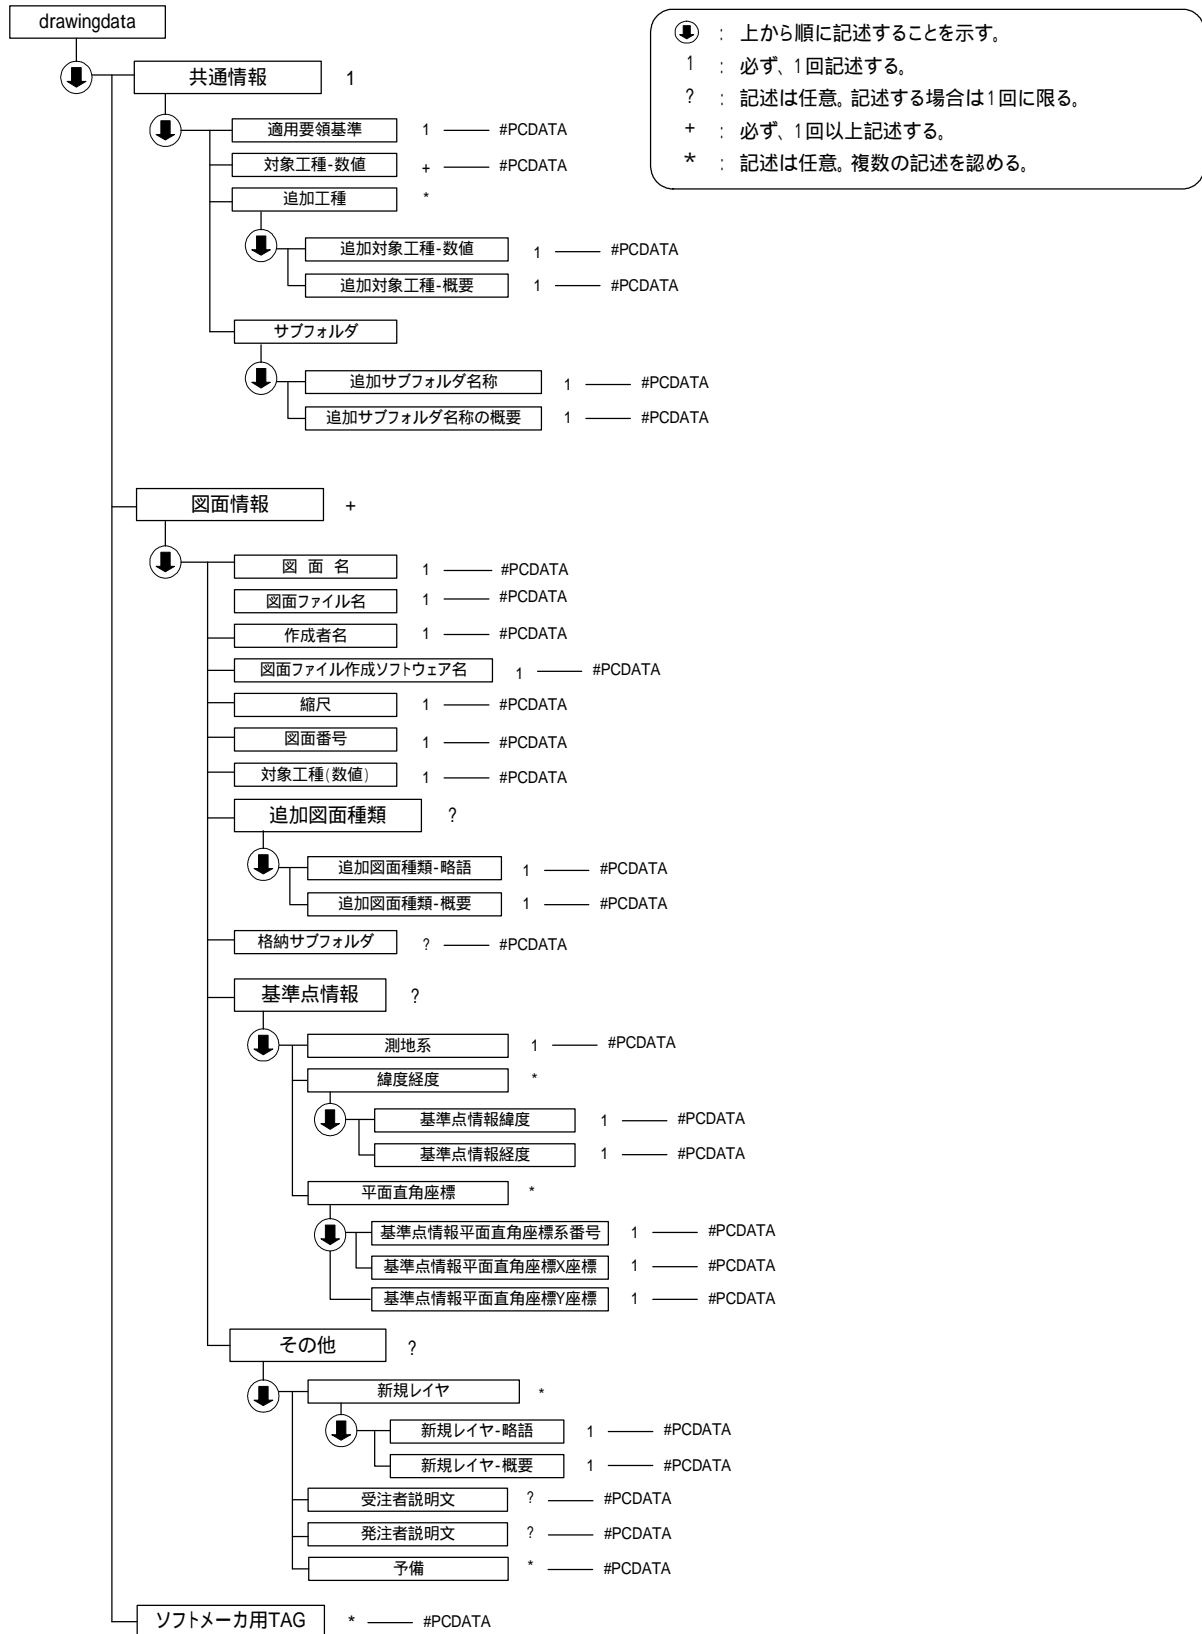 drawingdata
： 上から順に記述することを示す。
1 ： 必ず、1回記述する。
? ： 記述は任意。記述する場合は1回に限る。
+ ： 必ず、1回以上記述する。
* ： 記述は任意。複数の記述を認める。
共通情報 1
適用要領基準 1 #PCDATA
対象工種-数値 + #PCDATA
追加工種 *
追加対象工種-数値 1 #PCDATA
追加対象工種-概要 1 #PCDATA
サブフォルダ
追加サブフォルダ名称 1 #PCDATA
追加サブフォルダ名称の概要 1 #PCDATA
図面情報 +
図 面 名 1 #PCDATA
図面ファイル名 1 #PCDATA
作成者名 1 #PCDATA
図面ファイル作成ソフトウェア名 1 #PCDATA
縮尺 1 #PCDATA
図面番号 1 #PCDATA
対象工種(数値) 1 #PCDATA
追加図面種類 ?
追加図面種類-略語 1 #PCDATA
追加図面種類-概要 1 #PCDATA
格納サブフォルダ ? #PCDATA
基準点情報 ?
測地系 1 #PCDATA
緯度経度 *
基準点情報緯度 1 #PCDATA
基準点情報経度 1 #PCDATA
平面直角座標 *
基準点情報平面直角座標系番号 1 #PCDATA
基準点情報平面直角座標X座標 1 #PCDATA
基準点情報平面直角座標Y座標 1 #PCDATA
その他 ?
新規レイヤ *
新規レイヤ-略語 1 #PCDATA
新規レイヤ-概要 1 #PCDATA
受注者説明文 ? #PCDATA
発注者説明文 ? #PCDATA
予備 * #PCDATA
ソフトメーカ用TAG * #PCDATA